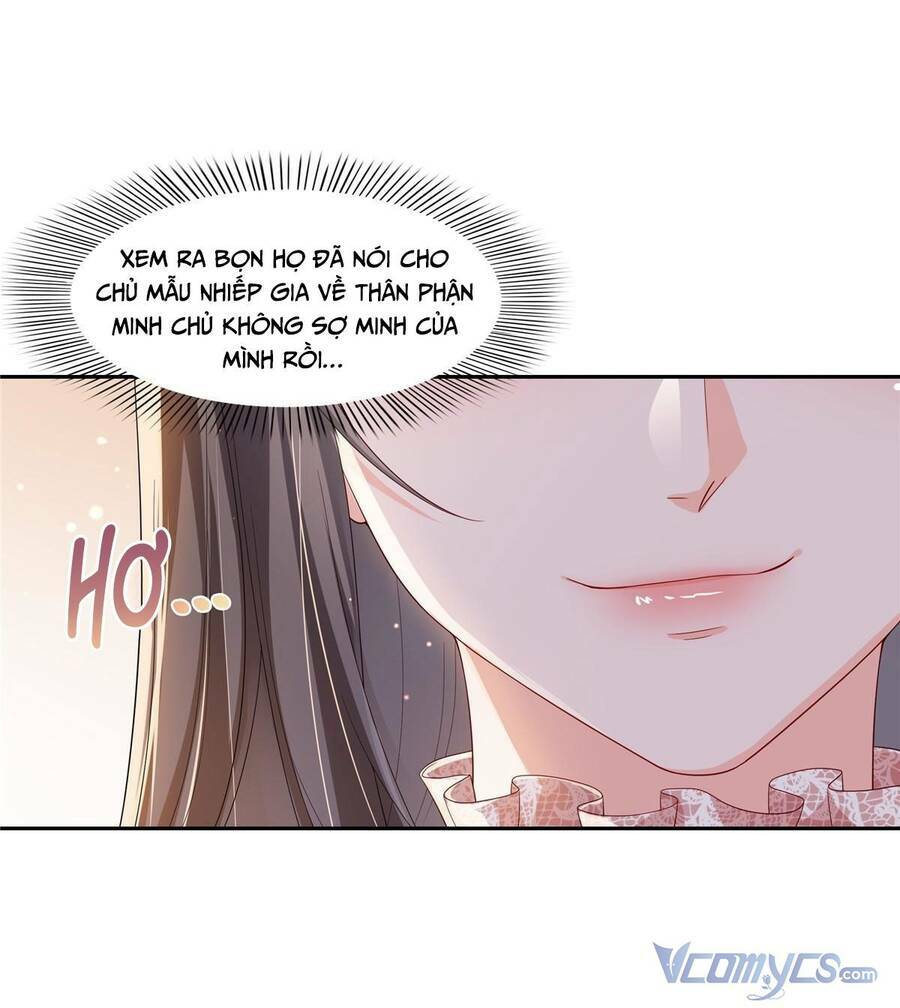 XEM RA BỌN HỌ ĐÃ NÓI CHO
CHỦ MẪU NHIẾP GIA VỀ THÂN PHẬN
MINH CHỦ KHÔNG SỢ MINH CỦA
MÌNH RỒI...
HƠ...
VCOMYCS.com